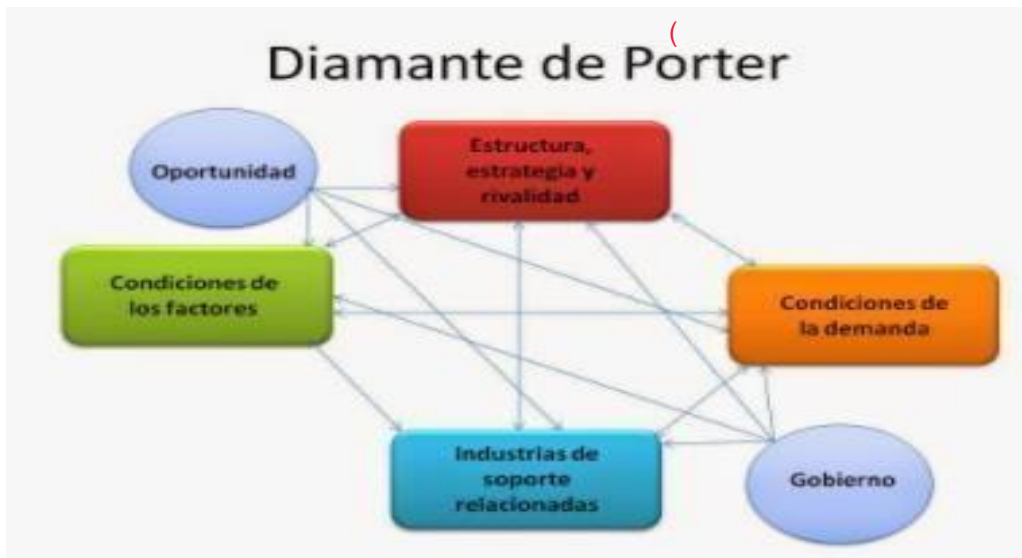 (
Diamante de Porter
Oportunidad
Estructura,
estrategia y
rivalidad
Condiciones de
los factores
Condiciones de
la demanda
Industrias de
soporte
relacionadas
Gobierno